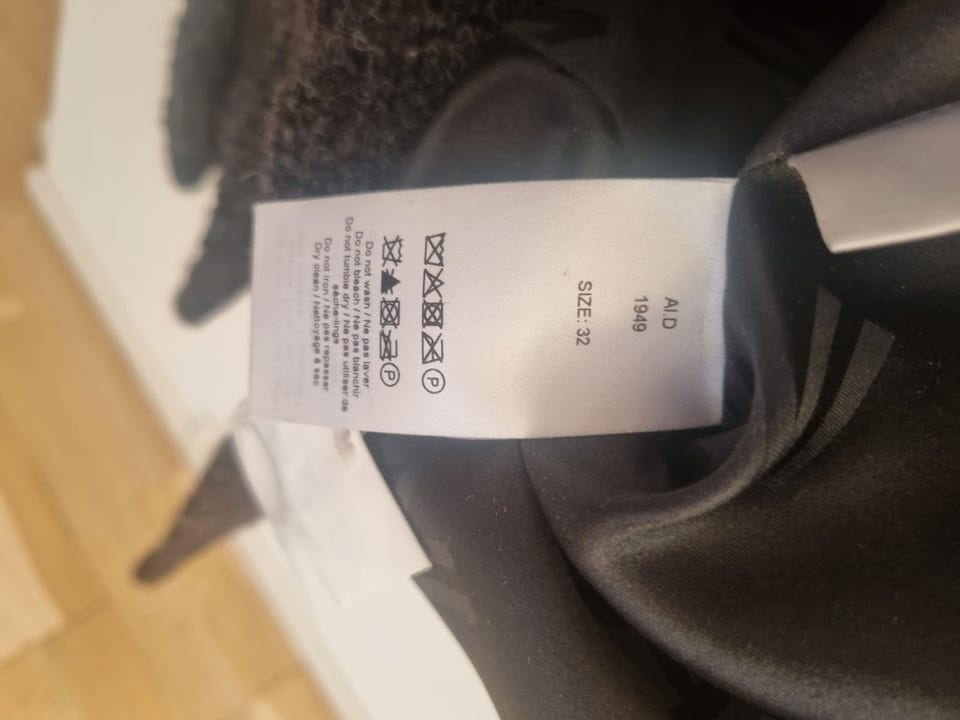 AI.D
1949
SIZE: 32
P
P
Do not wash / Ne pas laver
Do not bleach / Ne pas blanchir
Do not tumble dry / Ne pas utiliser de
sèche-linge
Do not iron / Ne pas repasser
Dry clean / Nettoyage à sec